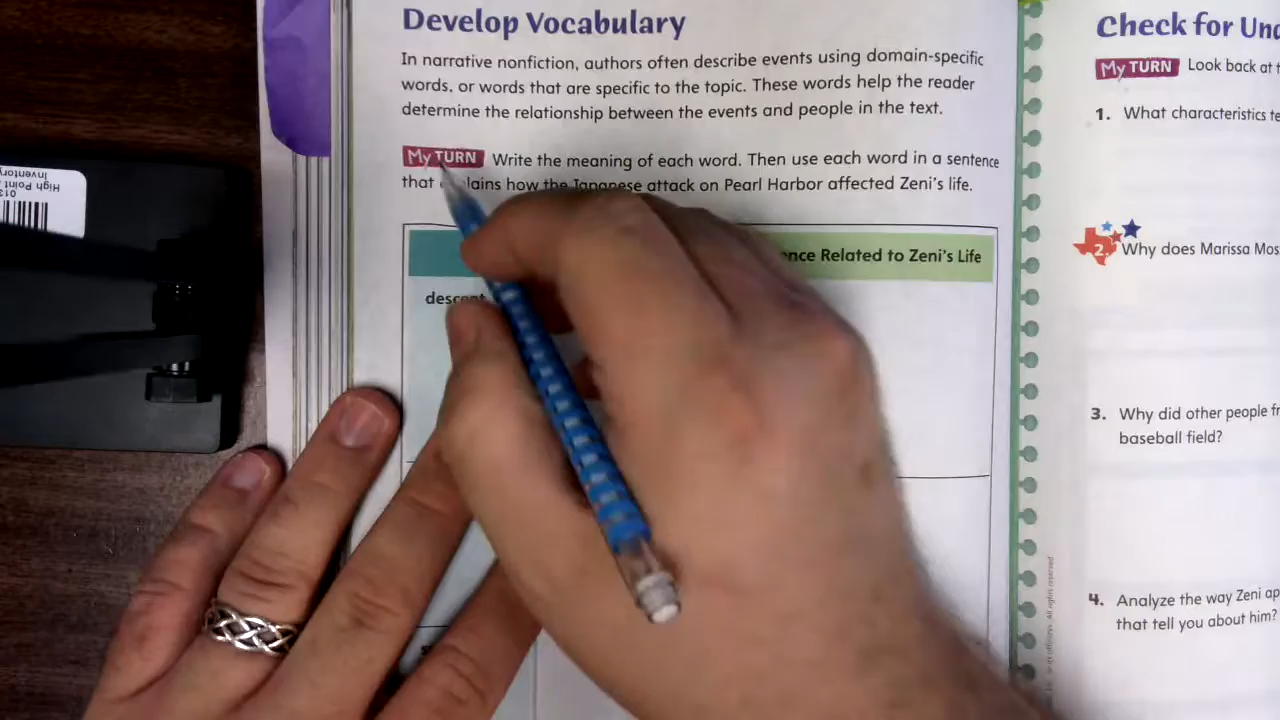 Develop Vocabulary
In narrative nonfiction, authors often describe events using domain-specific
words, or words that are specific to the topic. These words help the reader
determine the relationship between the events and people in the text.
My TURN Write the meaning of each word. Then use each word in a sentence
that explains how the Japanese attack on Pearl Harbor affected Zeni's life.
Related to Zeni's Life
descent
Check for
My TURN Look back at
1. What characteristics
2. Why does Marissa
3. Why did other people
baseball field?
4. Analyze the way Zeni
that tell you about him?
Inventory
High Point